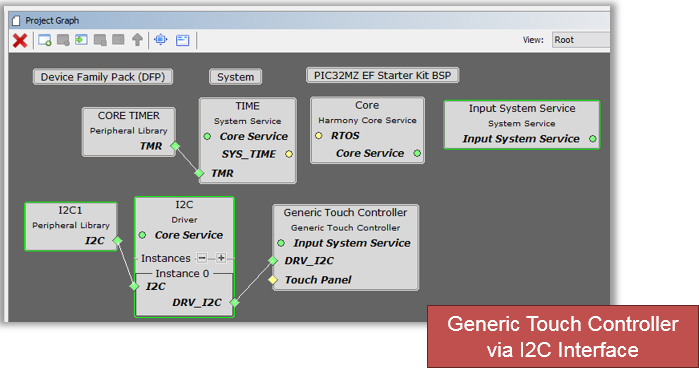 Project Graph
View:
Root
Device Family Pack (DFP)
System
PIC32MZ EF Starter Kit BSP
CORE TIMER
Peripheral Library
TMR
TIME
System Service
Core Service
SYS_TIME
TMR
Core
Harmony Core Service
RTOS
Core Service
Input System Service
System Service
Input System Service
I2C1
Peripheral Library
I2C
I2C
Driver
Core Service
Instances
Instance 0
I2C
DRV_I2C
Generic Touch Controller
Generic Touch Controller
Input System Service
DRV_I2C
Touch Panel
Generic Touch Controller
via I2C Interface